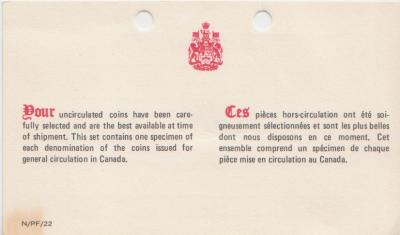 Your uncirculated coins have been care-
fully selected and are the best available at time
of shipment. This set contains one specimen of
each denomination of the coins issued for
general circulation in Canada.
Ces pièces hors-circulation ont été soi-
gneusement sélectionnées et sont les plus belles
dont nous disposons en ce moment. Cet
ensemble comprend un spécimen de chaque
pièce mise en circulation au Canada.
N/PF/22